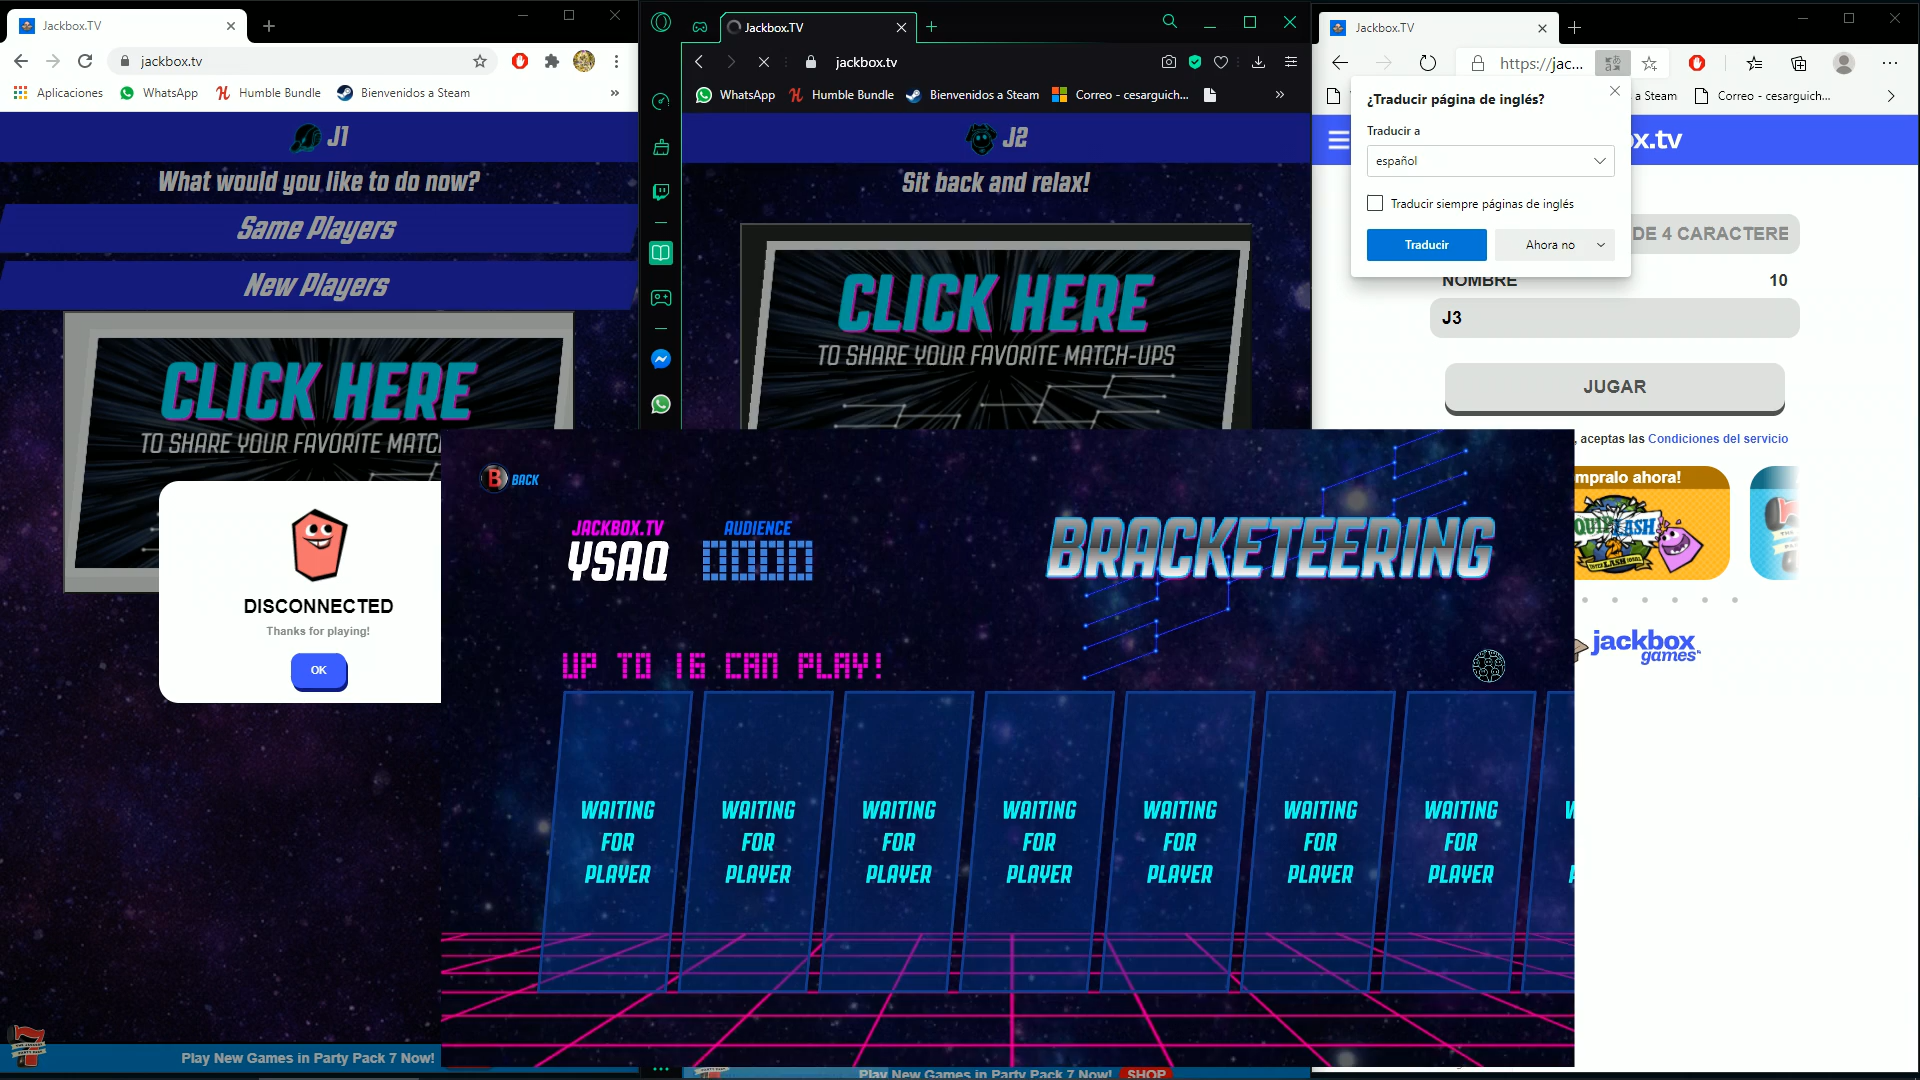 Jackbox.TV
jackbox.tv
Aplicaciones
WhatsApp
Humble Bundle
Bienvenidos a Steam
»
J1
What would you like to do now?
Same Players
New Players
CLICK HERE
TO SHARE YOUR FAVORITE MATC
DISCONNECTED
Thanks for playing!
OK
Play New Games in Party Pack 7 Now!
Jackbox.TV
jackbox.tv
WhatsApp
Humble Bundle
Bienvenidos a Steam
Correo - cesarguich...
»
J2
Sit back and relax!
CLICK HERE
TO SHARE YOUR FAVORITE MATCH-UPS
B BACK
JACKBOX.TV
YSAQ
AUDIENCE
BRACKETEERING
UP TO 16 CAN PLAY!
WAITING
FOR
PLAYER
WAITING
FOR
PLAYER
WAITING
FOR
PLAYER
WAITING
FOR
PLAYER
WAITING
FOR
PLAYER
WAITING
FOR
PLAYER
WAITING
FOR
PLAYER
Play New Games in Party Pack 7 Now!
SHOP
Jackbox.TV
https://jac...
a Steam
Correo - cesarguich...
¿Traducir página de inglés?
Traducir a
español
Traducir siempre páginas de inglés
Traducir
Ahora no
x.tv
DE 4 CARACTERE
NOMBRE
10
J3
JUGAR
, aceptas las Condiciones del servicio
mpralo ahora!
QUIPLASH
2
jackbox
games